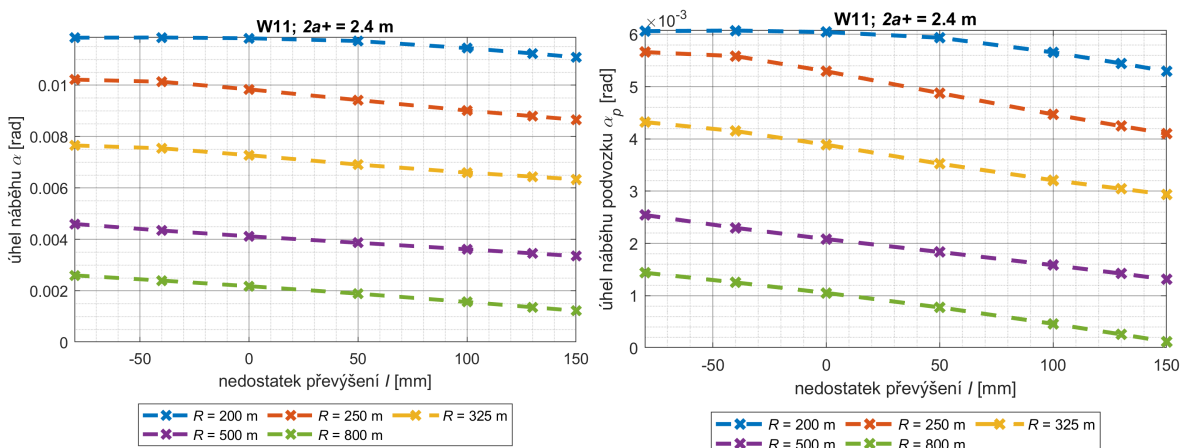 W11; 2a+ = 2.4 m
úhel náběhu α [rad]
0.01
0.008
0.006
0.004
0.002
0
-50
0
50
100
150
nedostatek převýšení I [mm]
R = 200 m
R = 250 m
R = 325 m
R = 500 m
R = 800 m
W11; 2a+ = 2.4 m
×10⁻³
úhel náběhu podvozku αₚ [rad]
6
5
4
3
2
1
0
-50
0
50
100
150
nedostatek převýšení I [mm]
R = 200 m
R = 250 m
R = 325 m
R = 500 m
R = 800 m